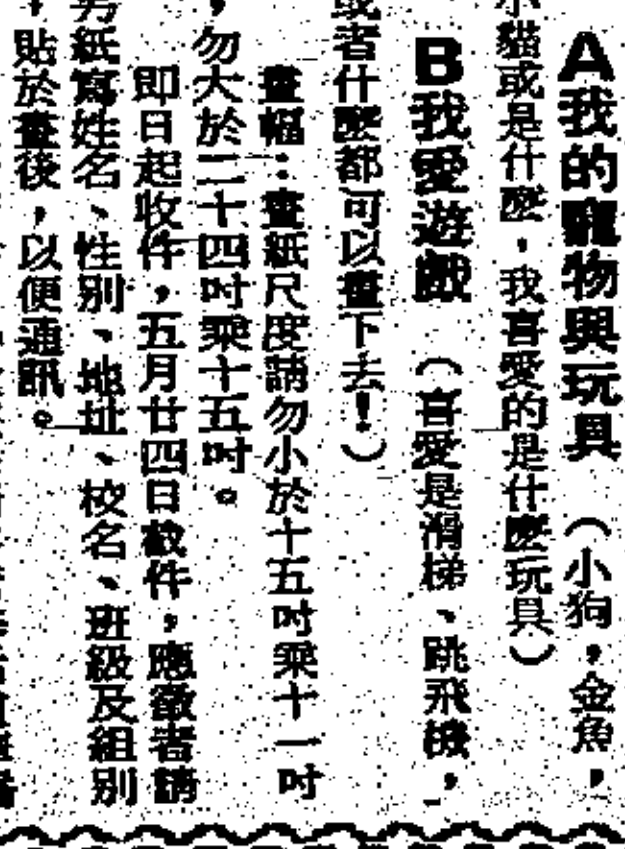 A我的寵物與玩具 (小狗，金魚，
小貓或是什麼，我喜愛的是什麼玩具)
B我愛遊戲 (喜愛是滑梯、跳飛機，
或者什麼都可以畫下去！)
畫幅：畫紙尺度請勿小於十五吋乘十一吋
，勿大於二十四吋乘十五吋。
即日起收件，五月廿四日截件，應徵者請
另紙寫姓名、性別、地址、校名、班級及組別
，貼於畫後，以便通訊。